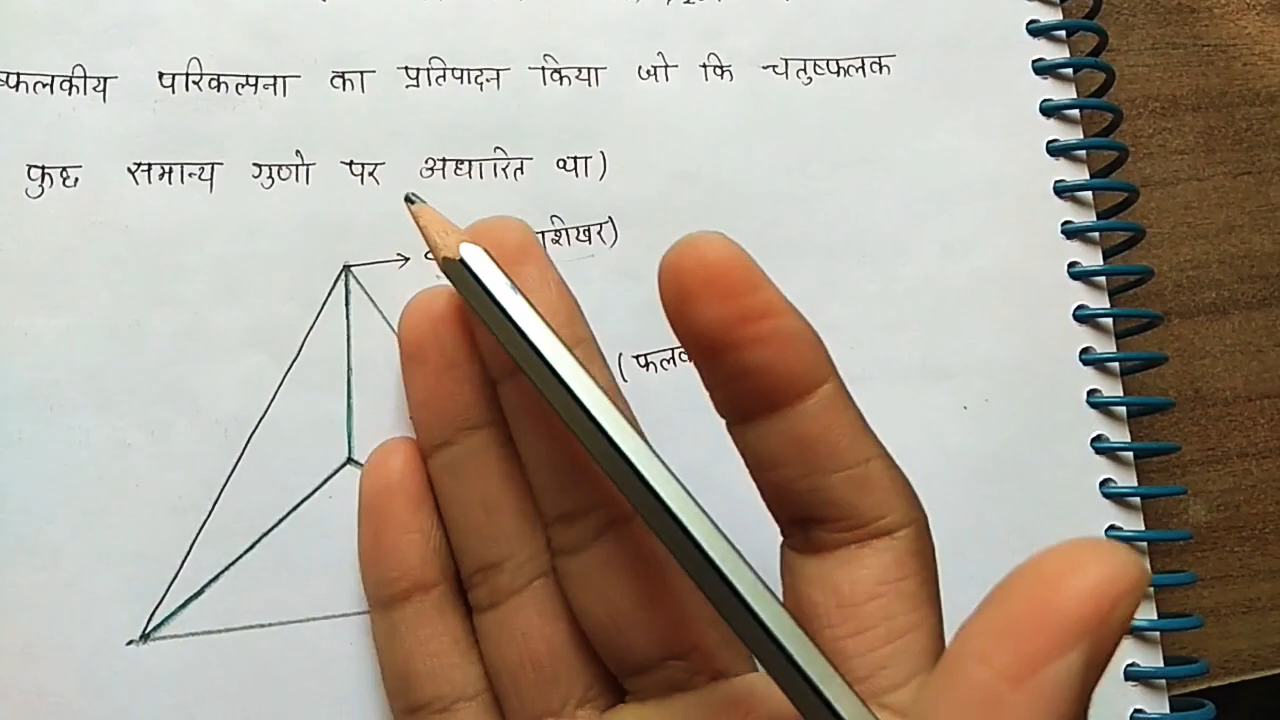 ष्फलकीय परिकल्पना का प्रतिपादन किया जो कि चतुष्फलक
कुछ समान्य गुणो पर अधारित था)
शिखर)
(फलक